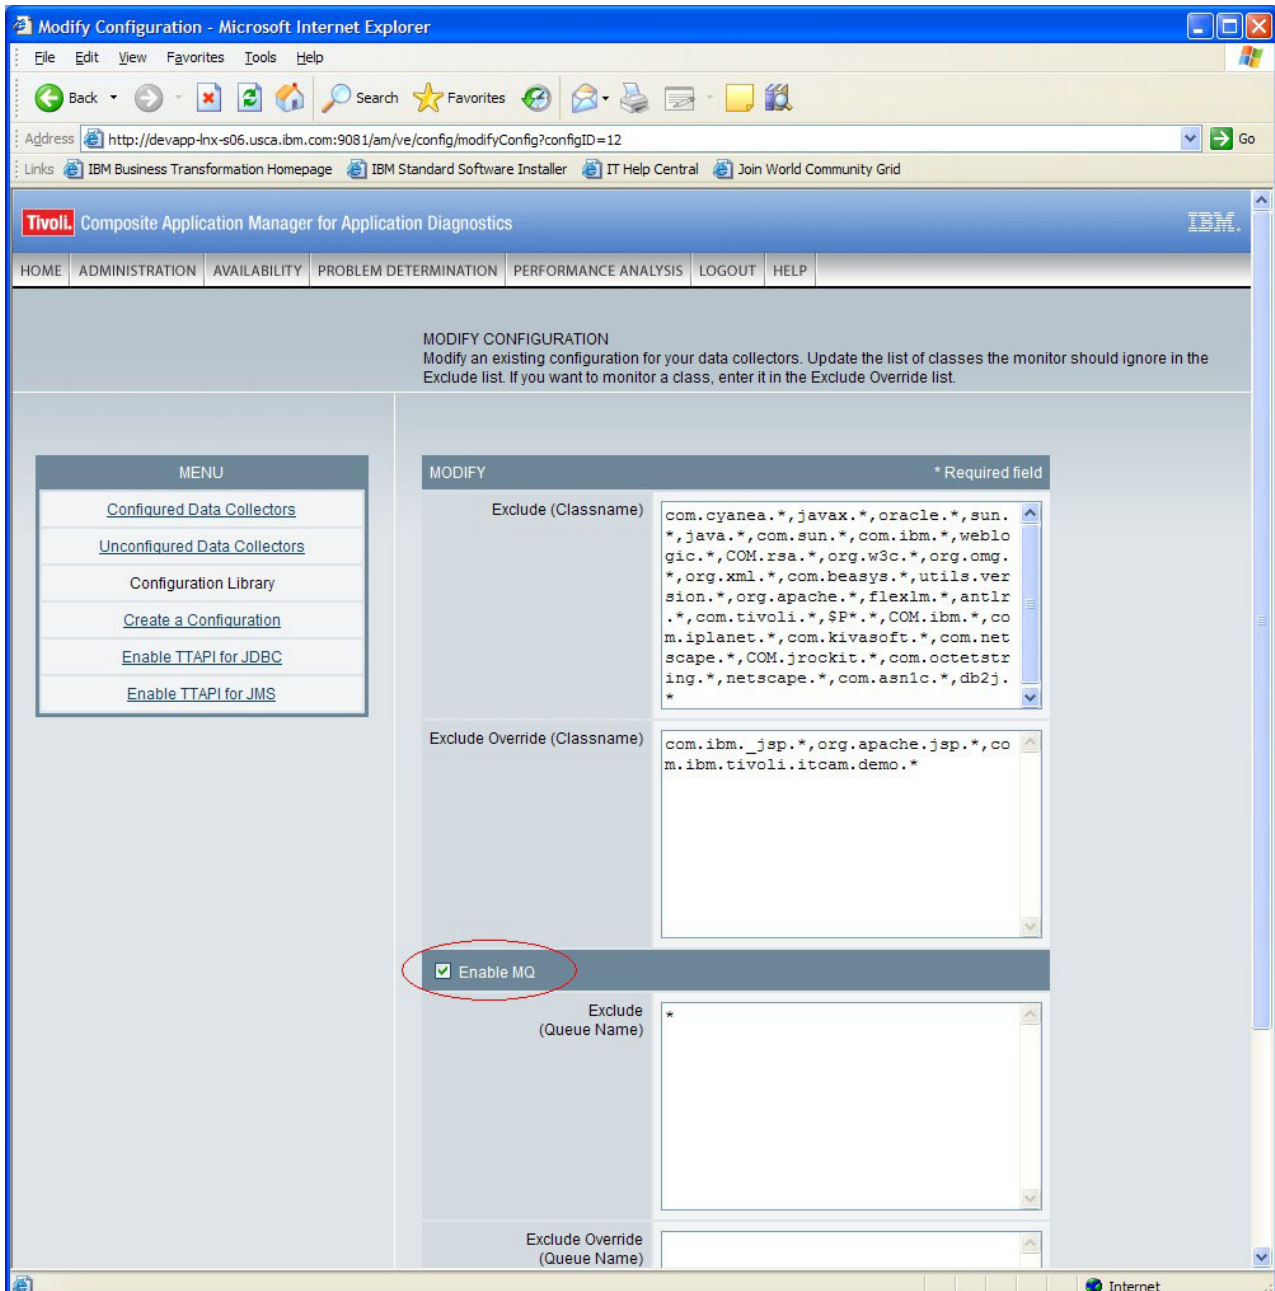 Modify Configuration - Microsoft Internet Explorer
File Edit View Favorites Tools Help
Back Search Favorites
Address http://devapp-lnx-s06.usca.ibm.com:9081/am/ve/config/modifyConfig?configID=12 Go
Links IBM Business Transformation Homepage IBM Standard Software Installer IT Help Central Join World Community Grid
Tivoli. Composite Application Manager for Application Diagnostics IBM.
HOME ADMINISTRATION AVAILABILITY PROBLEM DETERMINATION PERFORMANCE ANALYSIS LOGOUT HELP
MODIFY CONFIGURATION
Modify an existing configuration for your data collectors. Update the list of classes the monitor should ignore in the
Exclude list. If you want to monitor a class, enter it in the Exclude Override list.
MENU
Configured Data Collectors
Unconfigured Data Collectors
Configuration Library
Create a Configuration
Enable TTAPI for JDBC
Enable TTAPI for JMS
MODIFY * Required field
Exclude (Classname)
com.cyanea.*,javax.*,oracle.*,sun.
*,java.*,com.sun.*,com.ibm.*,weblo
gic.*,COM.rsa.*,org.w3c.*,org.omg.
*,org.xml.*,com.beasys.*,utils.ver
sion.*,org.apache.*,flexlm.*,antlr
.*,com.tivoli.*,$P*.*,COM.ibm.*,co
m.iplanet.*,com.kivasoft.*,com.net
scape.*,COM.jrockit.*,com.octetstr
ing.*,netscape.*,com.asn1c.*,db2j.
*
Exclude Override (Classname)
com.ibm._jsp.*,org.apache.jsp.*,co
m.ibm.tivoli.itcam.demo.*
Enable MQ
Exclude
(Queue Name)
*
Exclude Override
(Queue Name)
Internet